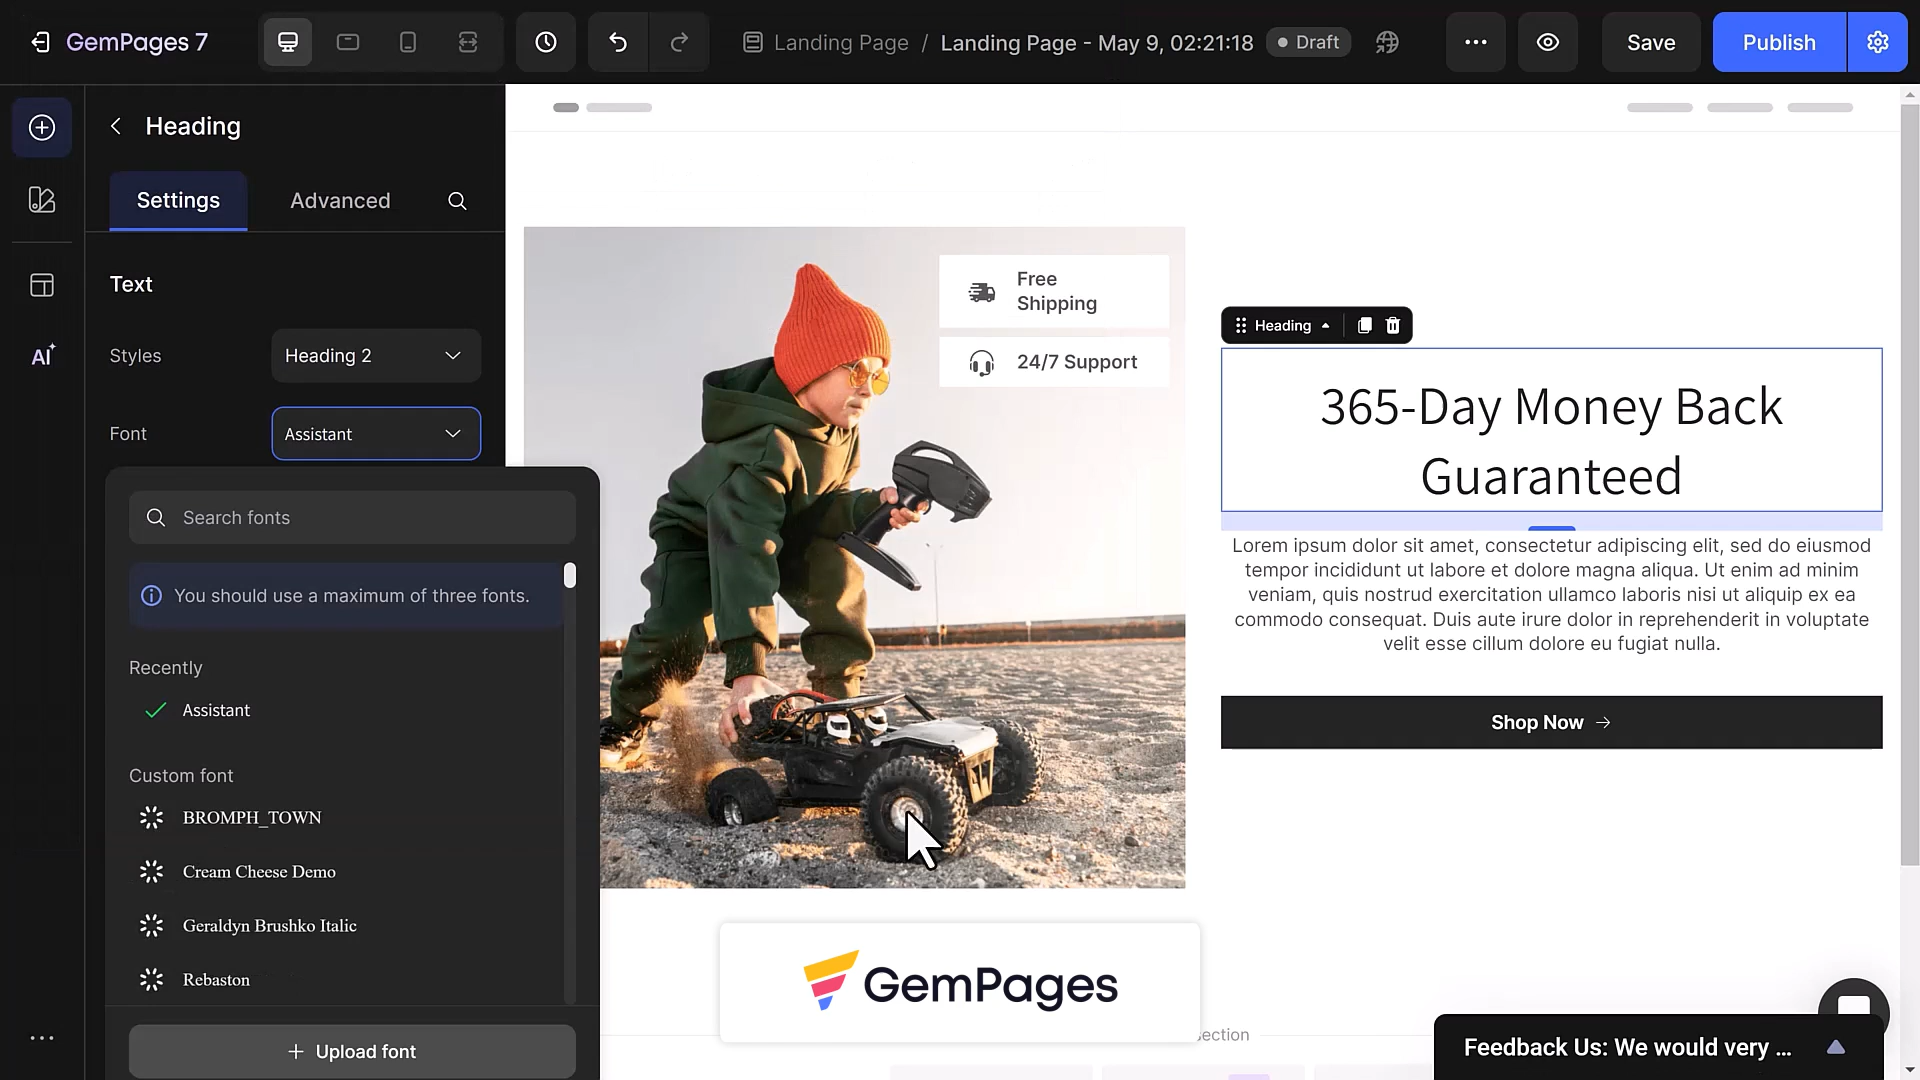 GemPages 7
Landing Page / Landing Page - May 9, 02:21:18
Draft
Save
Publish
Heading
Settings
Advanced
Text
Styles
Heading 2
Font
Assistant
Search fonts
You should use a maximum of three fonts.
Recently
Assistant
Custom font
BROMPH_TOWN
Cream Cheese Demo
Geraldyn Brushko Italic
Rebaston
+ Upload font
AI
Free
Shipping
24/7 Support
Heading
365-Day Money Back
Guaranteed
Lorem ipsum dolor sit amet, consectetur adipiscing elit, sed do eiusmod
tempor incididunt ut labore et dolore magna aliqua. Ut enim ad minim
veniam, quis nostrud exercitation ullamco laboris nisi ut aliquip ex ea
commodo consequat. Duis aute irure dolor in reprehenderit in voluptate
velit esse cillum dolore eu fugiat nulla.
Shop Now →
GemPages
section
Feedback Us: We would very ...